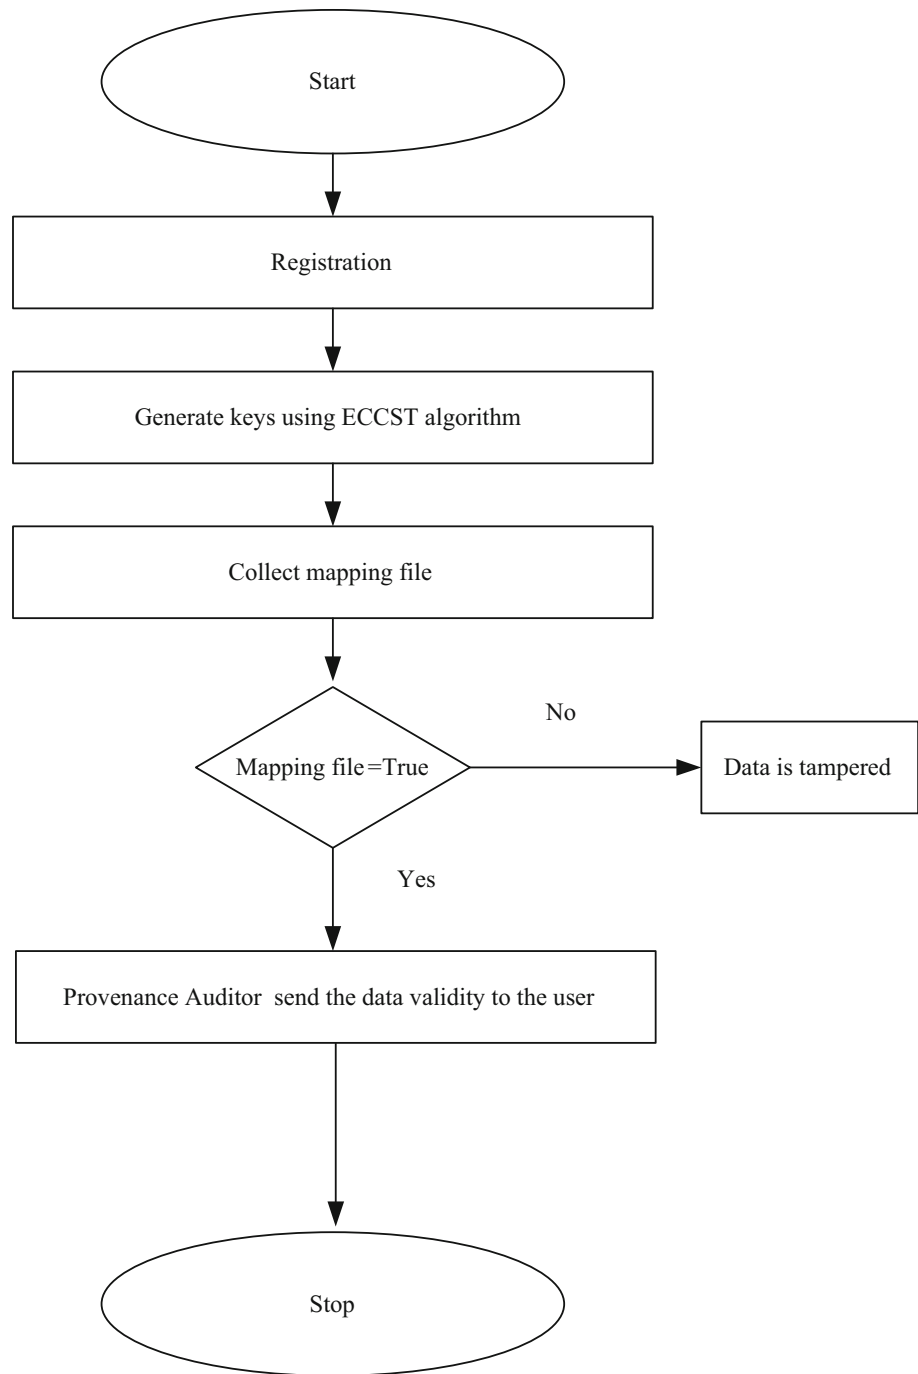 Start
Registration
Generate keys using ECCST algorithm
Collect mapping file
No
Mapping file=True
Data is tampered
Yes
Provenance Auditor  send the data validity to the user
Stop